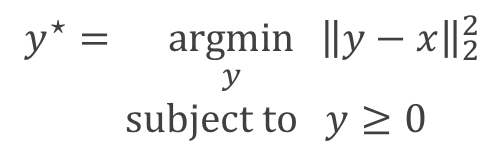 y⋆ = argmin ‖y − x‖₂²
y
subject to y ≥ 0